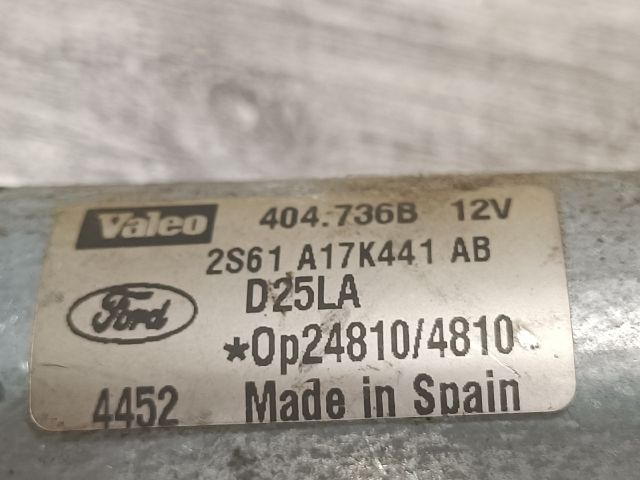 Valeo 404.736B 12V
2S61 A17K441 AB
Ford D25LA
*Op24810/4810
4452 Made in Spain